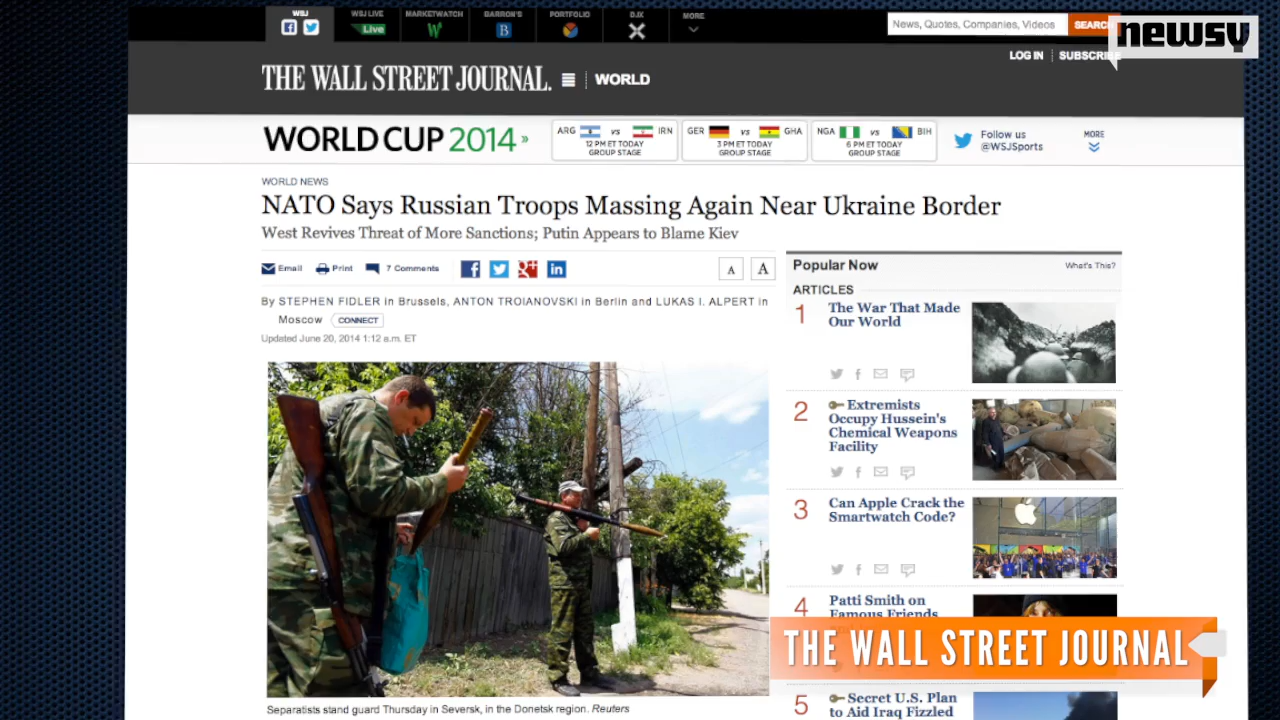 WSJ
WSJ LIVE
Live
MARKETWATCH
BARRON'S
PORTFOLIO
DJX
MORE
News, Quotes, Companies, Videos
SEARCH
newsy
LOG IN
SUBSCRIBE
THE WALL STREET JOURNAL.
WORLD
WORLD CUP 2014 »
ARG vs IRN
12 PM ET TODAY
GROUP STAGE
GER vs GHA
3 PM ET TODAY
GROUP STAGE
NGA vs BIH
6 PM ET TODAY
GROUP STAGE
Follow us
@WSJSports
MORE
WORLD NEWS
NATO Says Russian Troops Massing Again Near Ukraine Border
West Revives Threat of More Sanctions; Putin Appears to Blame Kiev
Email
Print
7 Comments
A
A
By STEPHEN FIDLER in Brussels, ANTON TROIANOVSKI in Berlin and LUKAS I. ALPERT in
Moscow
CONNECT
Updated June 20, 2014 1:12 a.m. ET
Separatists stand guard Thursday in Seversk, in the Donetsk region. Reuters
Popular Now
What's This?
ARTICLES
1
The War That Made
Our World
2
Extremists
Occupy Hussein's
Chemical Weapons
Facility
3
Can Apple Crack the
Smartwatch Code?
4
Patti Smith on
Famous Friends
THE WALL STREET JOURNAL
5
Secret U.S. Plan
to Aid Iraq Fizzled